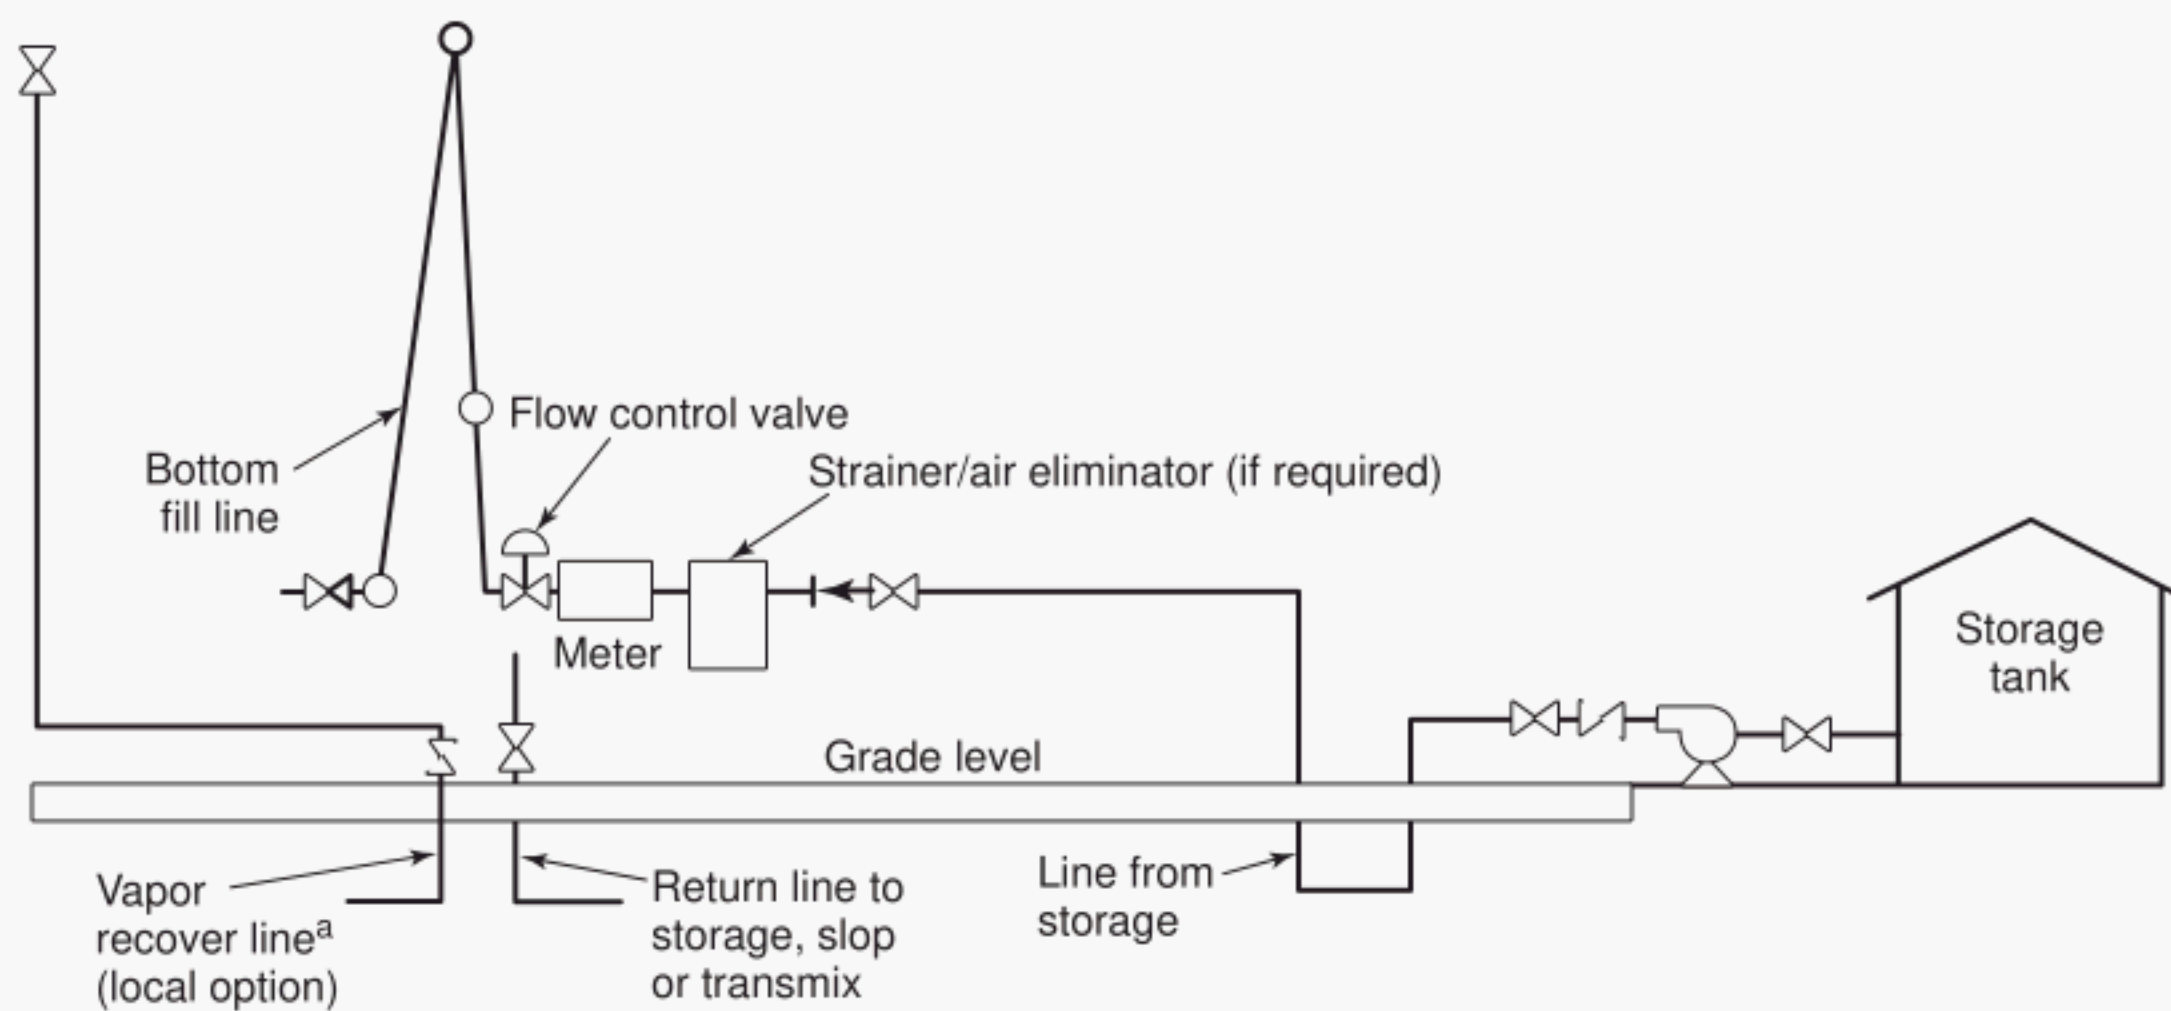 Flow control valve
Bottom
fill line
Strainer/air eliminator (if required)
Meter
Storage
tank
Grade level
Vapor
recover lineᵃ
(local option)
Return line to
storage, slop
or transmix
Line from
storage